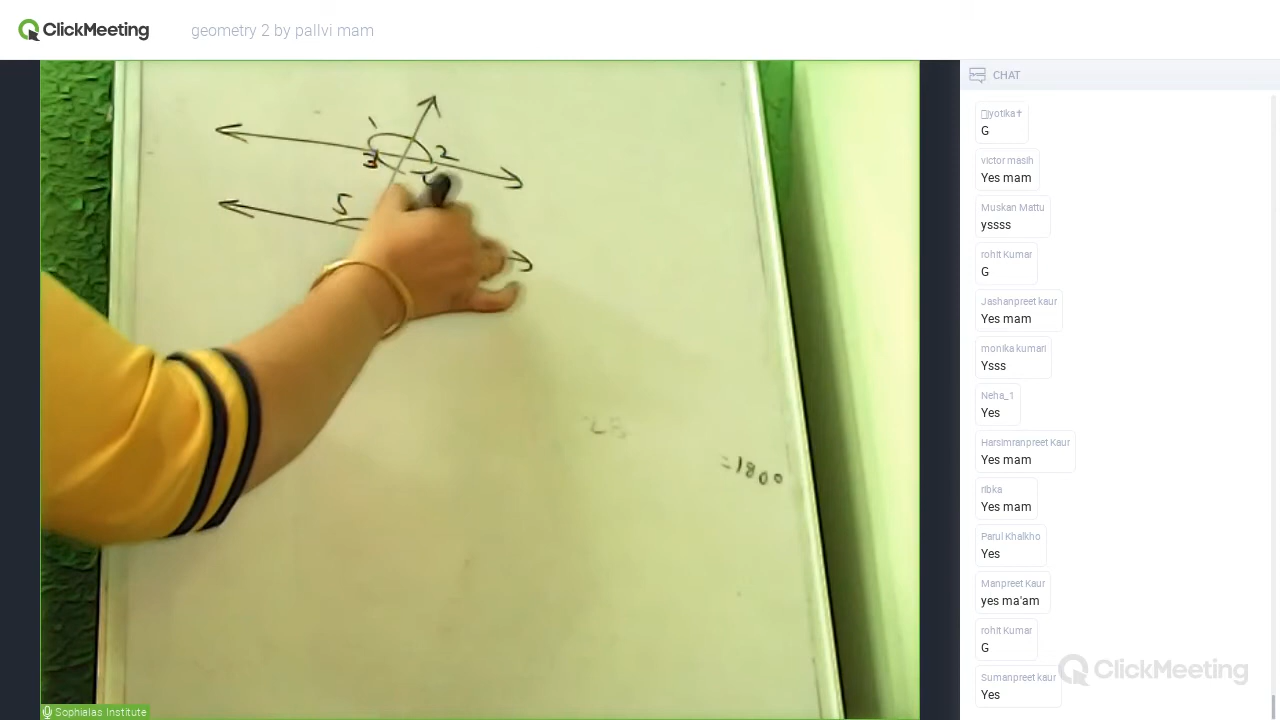 ClickMeeting
geometry 2 by pallvi mam
CHAT
yotika✝
G
victor masih
Yes mam
Muskan Mattu
yssss
rohit Kumar
G
Jashanpreet kaur
Yes mam
monika kumari
Ysss
Neha_1
Yes
Harsimranpreet Kaur
Yes mam
ribka
Yes mam
Parul Khalkho
Yes
Manpreet Kaur
yes ma'am
rohit Kumar
G
Sumanpreet kaur
Yes
1
2
3
5
=180°
ClickMeeting
Sophialas Institute